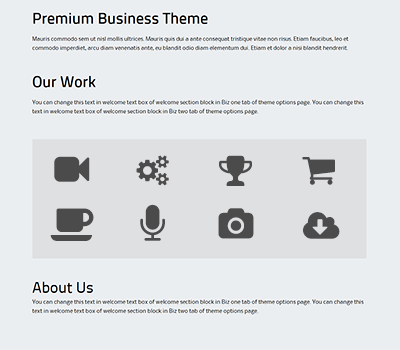 Premium Business Theme
Mauris commodo sem ut nisl mollis ultrices. Mauris quis dui a ante consequat tristique vitae non risus. Etiam faucibus, leo et
commodo imperdiet, arcu diam venenatis ante, eu blandit odio diam elementum dui. Etiam et dolor a nisi blandit hendrerit.
Our Work
You can change this text in welcome text box of welcome section block in Biz one tab of theme options page. You can change this
text in welcome text box of welcome section block in Biz two tab of theme options page.
About Us
You can change this text in welcome text box of welcome section block in Biz one tab of theme options page. You can change this
text in welcome text box of welcome section block in Biz two tab of theme options page.